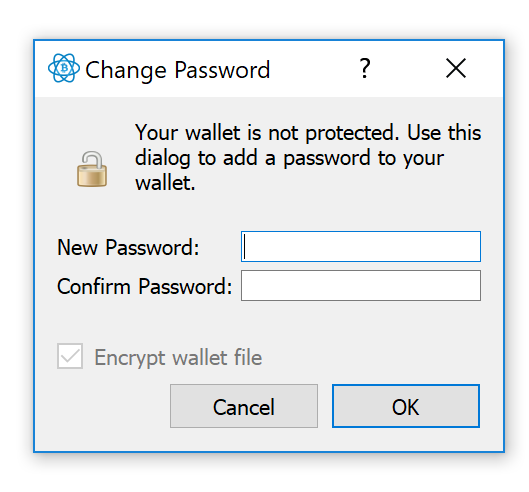 Change Password
?
Your wallet is not protected. Use this
dialog to add a password to your
wallet.
New Password:
Confirm Password:
Encrypt wallet file
Cancel OK